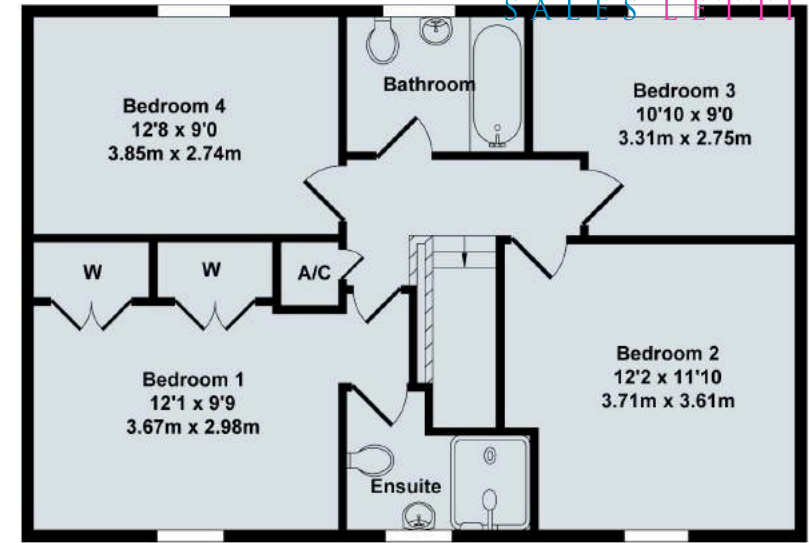 SALES LETTI
Bedroom 4
12'8 x 9'0
3.85m x 2.74m
Bathroom
Bedroom 3
10'10 x 9'0
3.31m x 2.75m
W
W
A/C
Bedroom 1
12'1 x 9'9
3.67m x 2.98m
Bedroom 2
12'2 x 11'10
3.71m x 3.61m
Ensuite